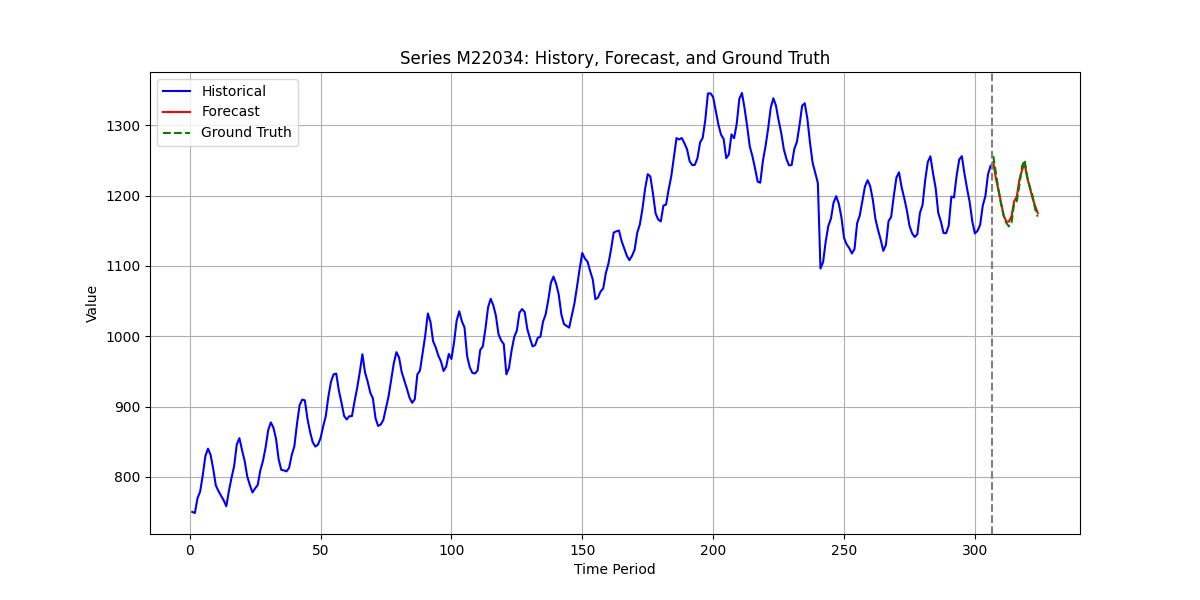 Series M22034: History, Forecast, and Ground Truth
Historical
Forecast
Ground Truth
1300
1200
1100
1000
900
800
Value
0 50 100 150 200 250 300
Time Period